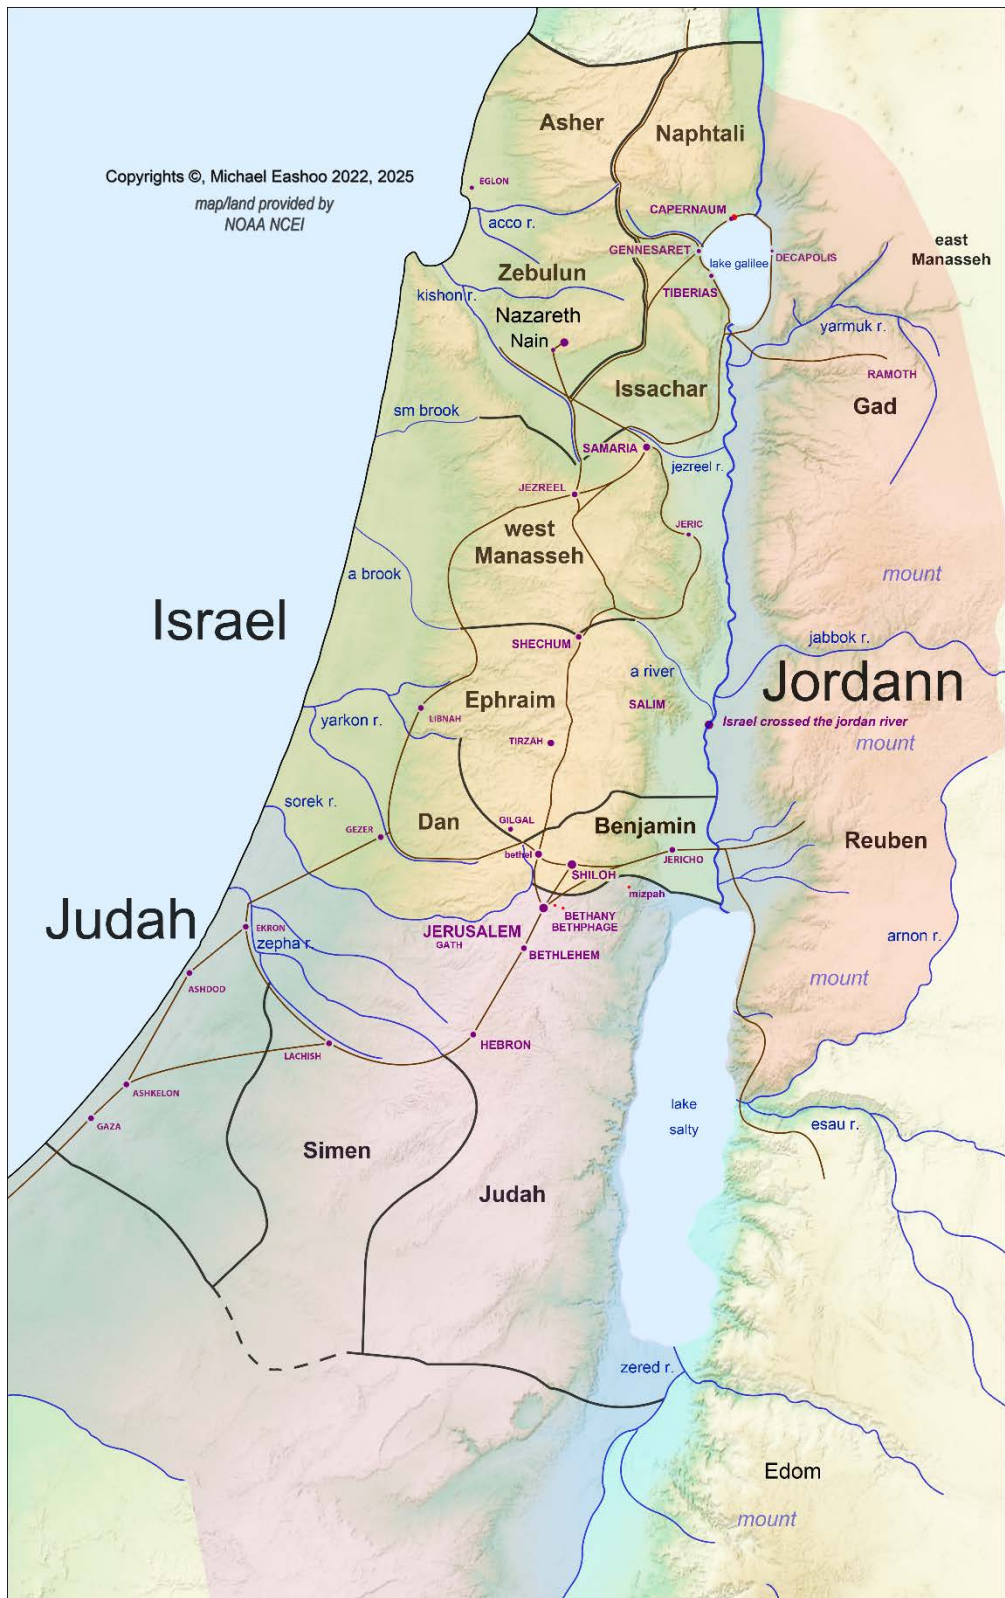 Asher
Naphtali
Copyrights ©, Michael Eashoo 2022, 2025
map/land provided by
NOAA NCEI
EGLON
CAPERNAUM
acco r.
GENNESARET
lake galilee
DECAPOLIS
east
Manasseh
Zebulun
kishon r.
TIBERIAS
Nazareth
Nain
yarmuk r.
RAMOTH
Issachar
Gad
sm brook
SAMARIA
jezreel r.
JEZREEL
JERIC
west
Manasseh
a brook
mount
Israel
SHECHUM
jabbok r.
a river
Jordann
Ephraim
SALIM
LIBNAH
yarkon r.
Israel crossed the jordan river
TIRZAH
mount
sorek r.
GILGAL
Dan
Benjamin
GEZER
Reuben
bethel
JERICHO
SHILOH
mizpah
Judah
BETHANY
BETHPHAGE
EKRON
JERUSALEM
GATH
zepha r.
arnon r.
BETHLEHEM
ASHDOD
mount
HEBRON
LACHISH
ASHKELON
lake
salty
GAZA
esau r.
Simen
Judah
zered r.
Edom
mount